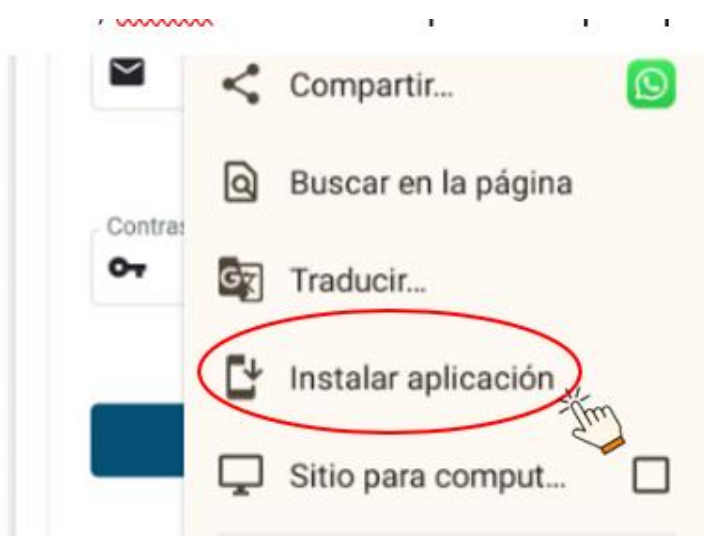 Compartir...
Contras
Buscar en la página
Traducir...
Instalar aplicación
Sitio para comput...